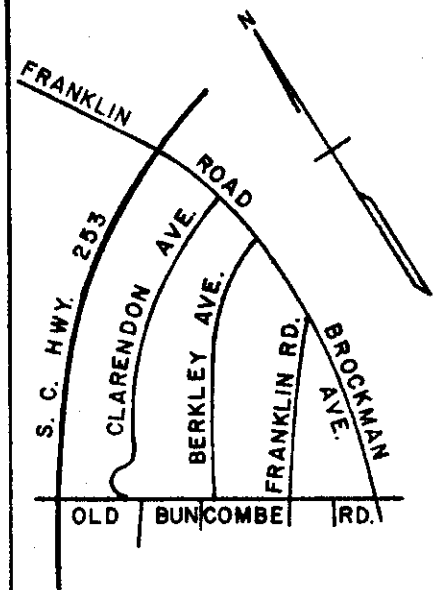 N
FRANKLIN ROAD
S. C. HWY. 253
CLARENDON AVE.
BERKLEY AVE.
FRANKLIN RD.
BROCKMAN AVE.
OLD BUNCOMBE RD.